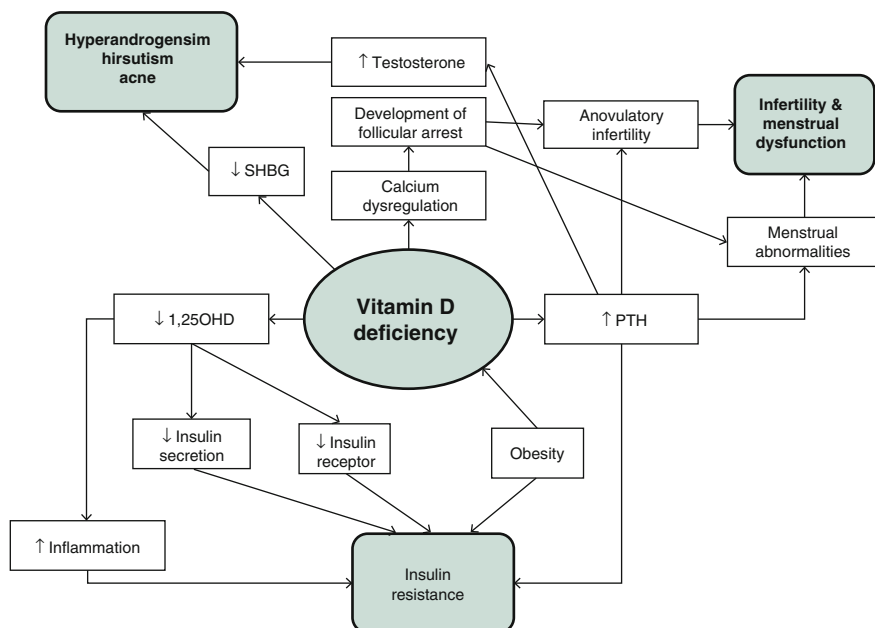 Hyperandrogensim
hirsutism
acne
↑ Testosterone
Development of
follicular arrest
Anovulatory
infertility
Infertility &
menstrual
dysfunction
↓ SHBG
Calcium
dysregulation
Menstrual
abnormalities
Vitamin D
deficiency
↓ 1,25OHD
↑ PTH
↓ Insulin
secretion
↓ Insulin
receptor
Obesity
↑ Inflammation
Insulin
resistance